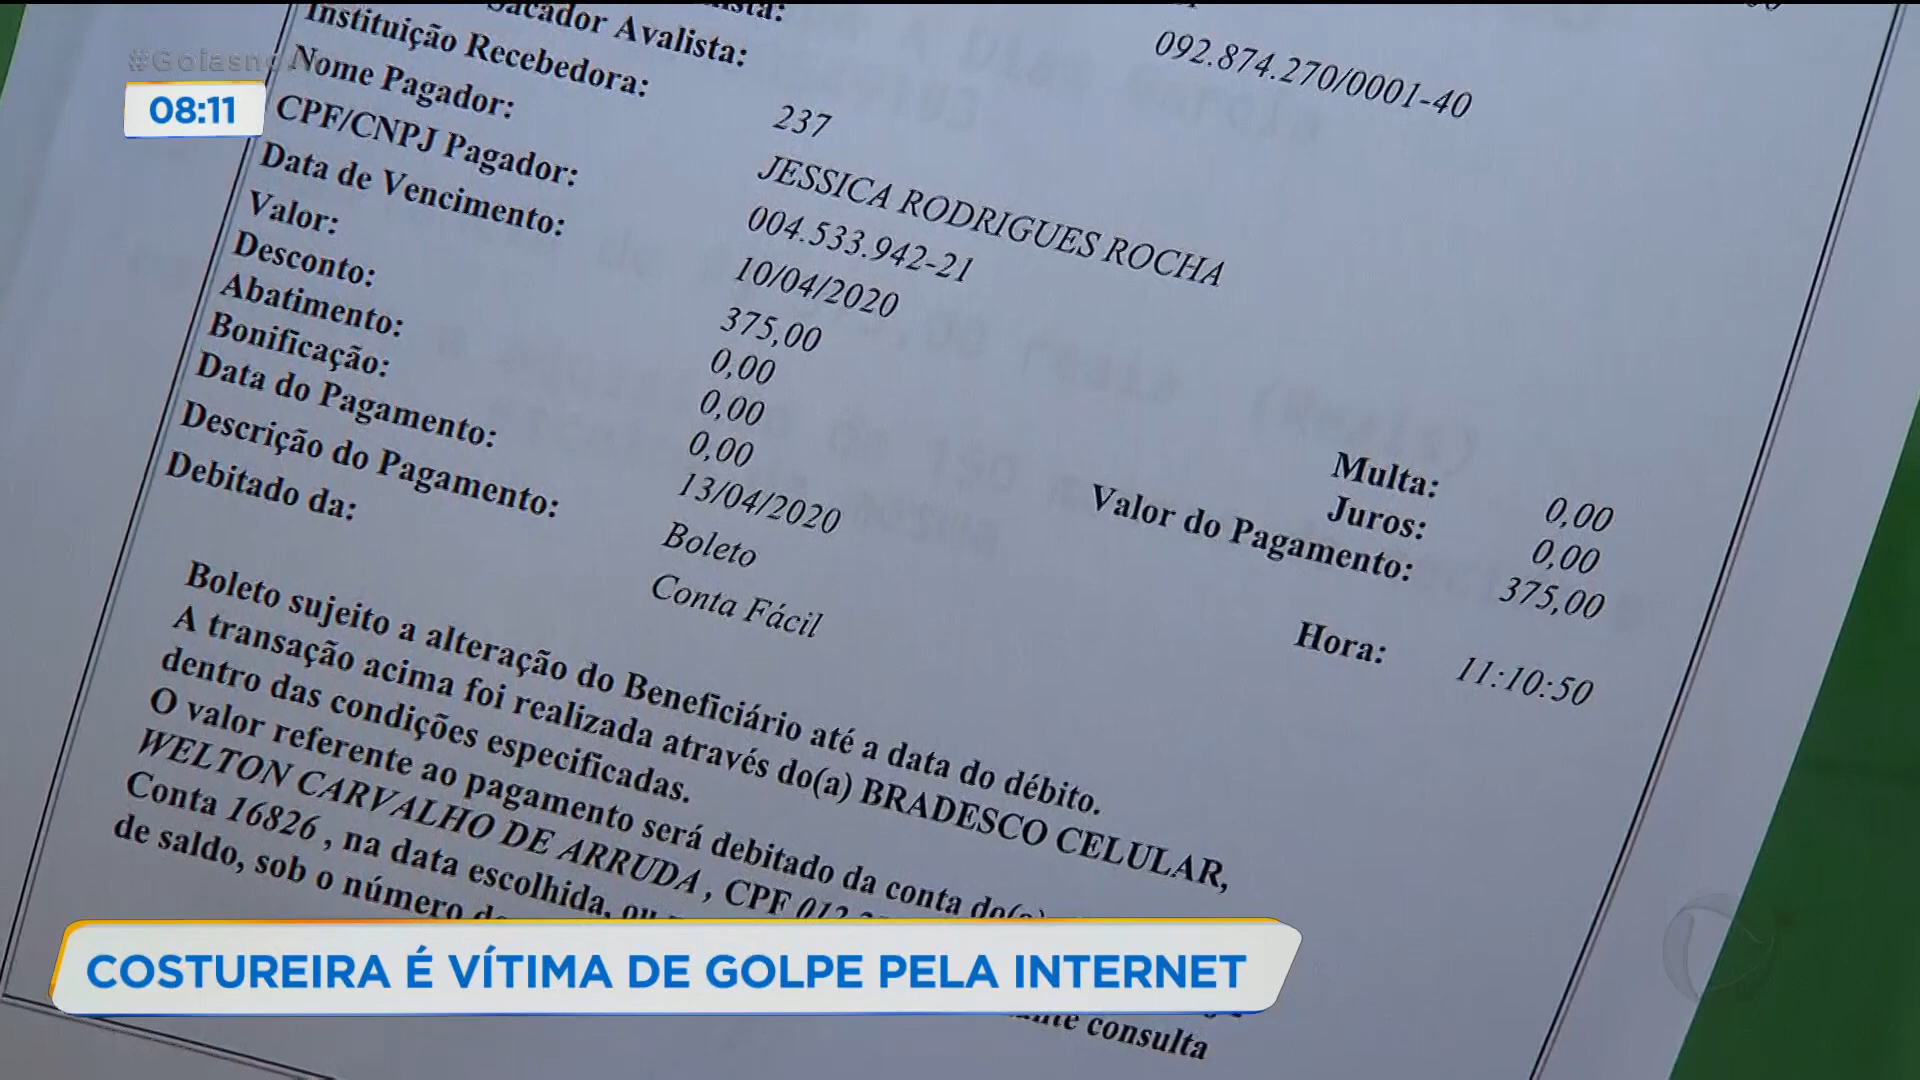 #Goiasno
08:11
Sacador Avalista:
092.874.270/0001-40
Instituição Recebedora:
237
Nome Pagador:
JESSICA RODRIGUES ROCHA
CPF/CNPJ Pagador:
004.533.942-21
Data de Vencimento:
10/04/2020
Valor:
375,00
Desconto:
0,00
Abatimento:
0,00
Bonificação:
0,00
Multa:
0,00
Juros:
0,00
Data do Pagamento:
13/04/2020
Valor do Pagamento:
375,00
Descrição do Pagamento:
Boleto
Debitado da:
Conta Fácil
Hora:
11:10:50
Boleto sujeito a alteração do Beneficiário até a data do débito.
A transação acima foi realizada através do(a) BRADESCO CELULAR,
dentro das condições especificadas.
O valor referente ao pagamento será debitado da conta do(a)
WELTON CARVALHO DE ARRUDA , CPF 012
Conta 16826 , na data escolhida, ou
de saldo, sob o número
consulta
COSTUREIRA É VÍTIMA DE GOLPE PELA INTERNET